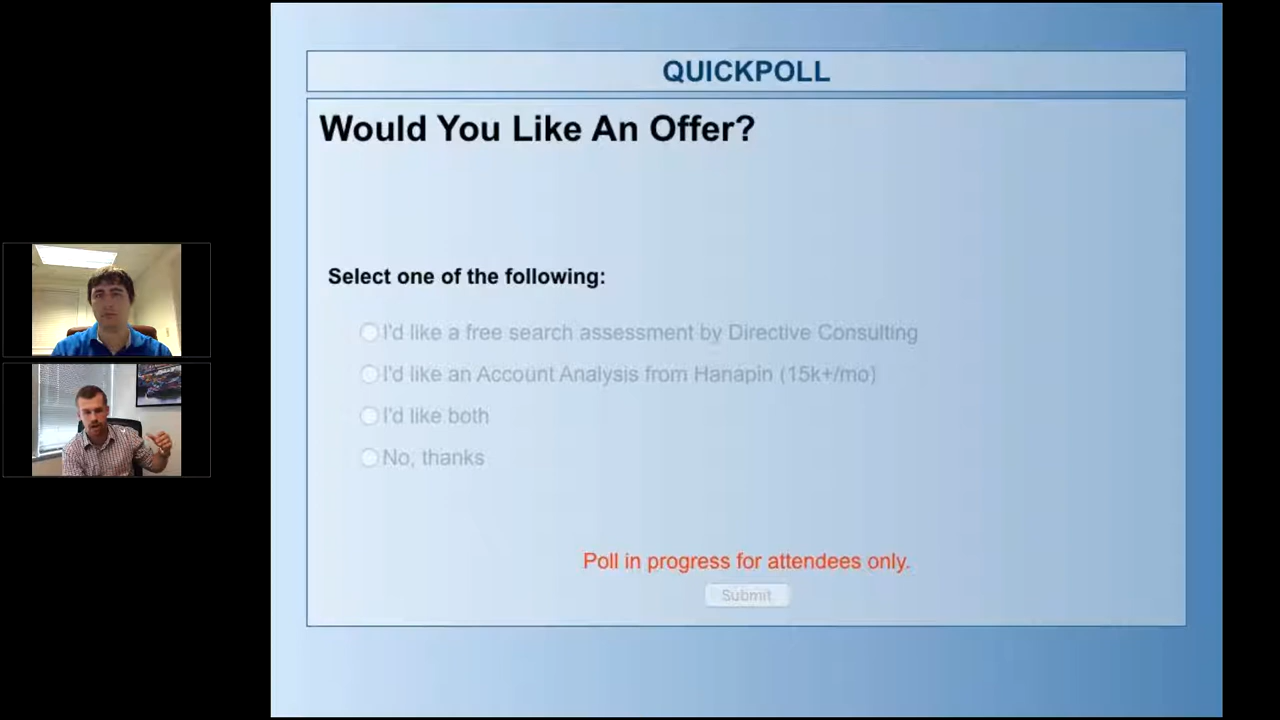 QUICKPOLL
Would You Like An Offer?
Select one of the following:
I'd like a free search assessment by Directive Consulting
I'd like an Account Analysis from Hanapin (15k+/mo)
I'd like both
No, thanks
Poll in progress for attendees only.
Submit